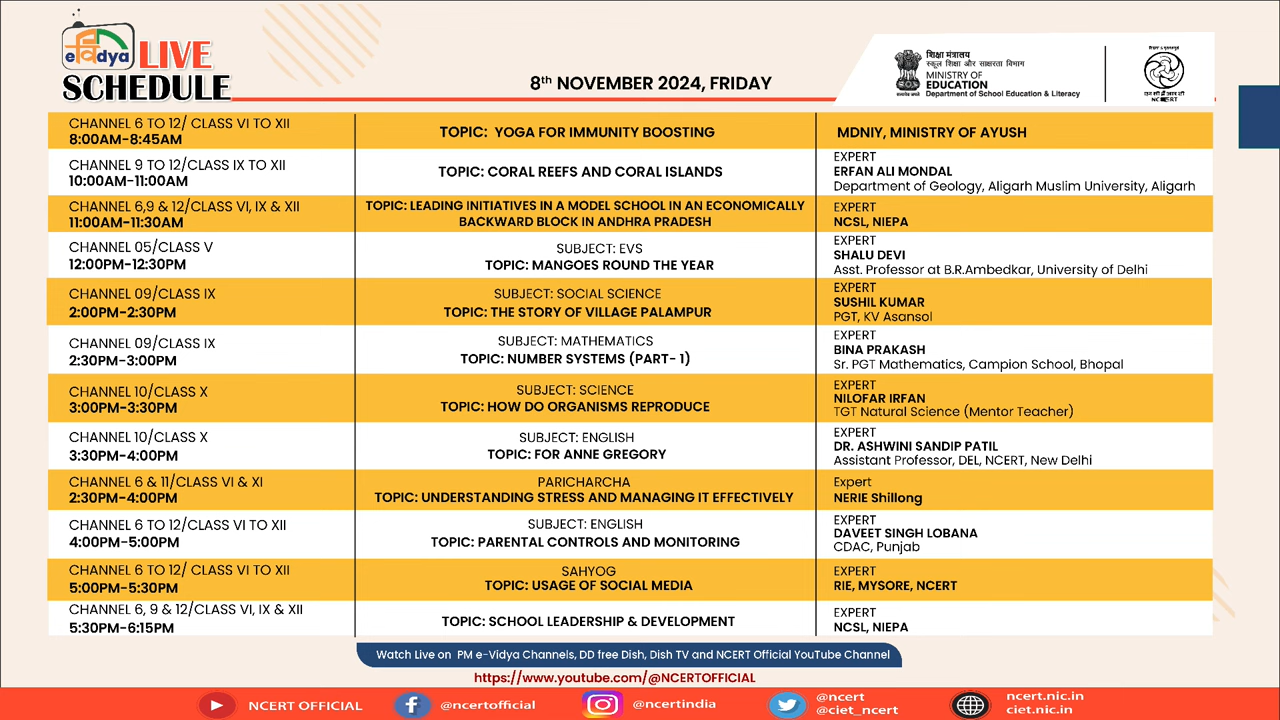 eविdya LIVE
SCHEDULE
8th NOVEMBER 2024, FRIDAY
शिक्षा मंत्रालय
स्कूल शिक्षा और साक्षरता विभाग
MINISTRY OF
EDUCATION
Department of School Education & Literacy
सत्यमेव जयते
एन सी ई आर टी
NCERT
CHANNEL 6 TO 12/ CLASS VI TO XII
8:00AM-8:45AM
TOPIC: YOGA FOR IMMUNITY BOOSTING
MDNIY, MINISTRY OF AYUSH
CHANNEL 9 TO 12/CLASS IX TO XII
10:00AM-11:00AM
TOPIC: CORAL REEFS AND CORAL ISLANDS
EXPERT
ERFAN ALI MONDAL
Department of Geology, Aligarh Muslim University, Aligarh
CHANNEL 6,9 & 12/CLASS VI, IX & XII
11:00AM-11:30AM
TOPIC: LEADING INITIATIVES IN A MODEL SCHOOL IN AN ECONOMICALLY
BACKWARD BLOCK IN ANDHRA PRADESH
EXPERT
NCSL, NIEPA
CHANNEL 05/CLASS V
12:00PM-12:30PM
SUBJECT: EVS
TOPIC: MANGOES ROUND THE YEAR
EXPERT
SHALU DEVI
Asst. Professor at B.R.Ambedkar, University of Delhi
CHANNEL 09/CLASS IX
2:00PM-2:30PM
SUBJECT: SOCIAL SCIENCE
TOPIC: THE STORY OF VILLAGE PALAMPUR
EXPERT
SUSHIL KUMAR
PGT, KV Asansol
CHANNEL 09/CLASS IX
2:30PM-3:00PM
SUBJECT: MATHEMATICS
TOPIC: NUMBER SYSTEMS (PART- 1)
EXPERT
BINA PRAKASH
Sr. PGT Mathematics, Campion School, Bhopal
CHANNEL 10/CLASS X
3:00PM-3:30PM
SUBJECT: SCIENCE
TOPIC: HOW DO ORGANISMS REPRODUCE
EXPERT
NILOFAR IRFAN
TGT Natural Science (Mentor Teacher)
CHANNEL 10/CLASS X
3:30PM-4:00PM
SUBJECT: ENGLISH
TOPIC: FOR ANNE GREGORY
EXPERT
DR. ASHWINI SANDIP PATIL
Assistant Professor, DEL, NCERT, New Delhi
CHANNEL 6 & 11/CLASS VI & XI
2:30PM-4:00PM
PARICHARCHA
TOPIC: UNDERSTANDING STRESS AND MANAGING IT EFFECTIVELY
Expert
NERIE Shillong
CHANNEL 6 TO 12/CLASS VI TO XII
4:00PM-5:00PM
SUBJECT: ENGLISH
TOPIC: PARENTAL CONTROLS AND MONITORING
EXPERT
DAVEET SINGH LOBANA
CDAC, Punjab
CHANNEL 6 TO 12/ CLASS VI TO XII
5:00PM-5:30PM
SAHYOG
TOPIC: USAGE OF SOCIAL MEDIA
EXPERT
RIE, MYSORE, NCERT
CHANNEL 6, 9 & 12/CLASS VI, IX & XII
5:30PM-6:15PM
TOPIC: SCHOOL LEADERSHIP & DEVELOPMENT
EXPERT
NCSL, NIEPA
Watch Live on PM e-Vidya Channels, DD free Dish, Dish TV and NCERT Official YouTube Channel
https://www.youtube.com/@NCERTOFFICIAL
NCERT OFFICIAL
@ncertofficial
@ncertindia
@ncert
@ciet_ncert
ncert.nic.in
ciet.nic.in